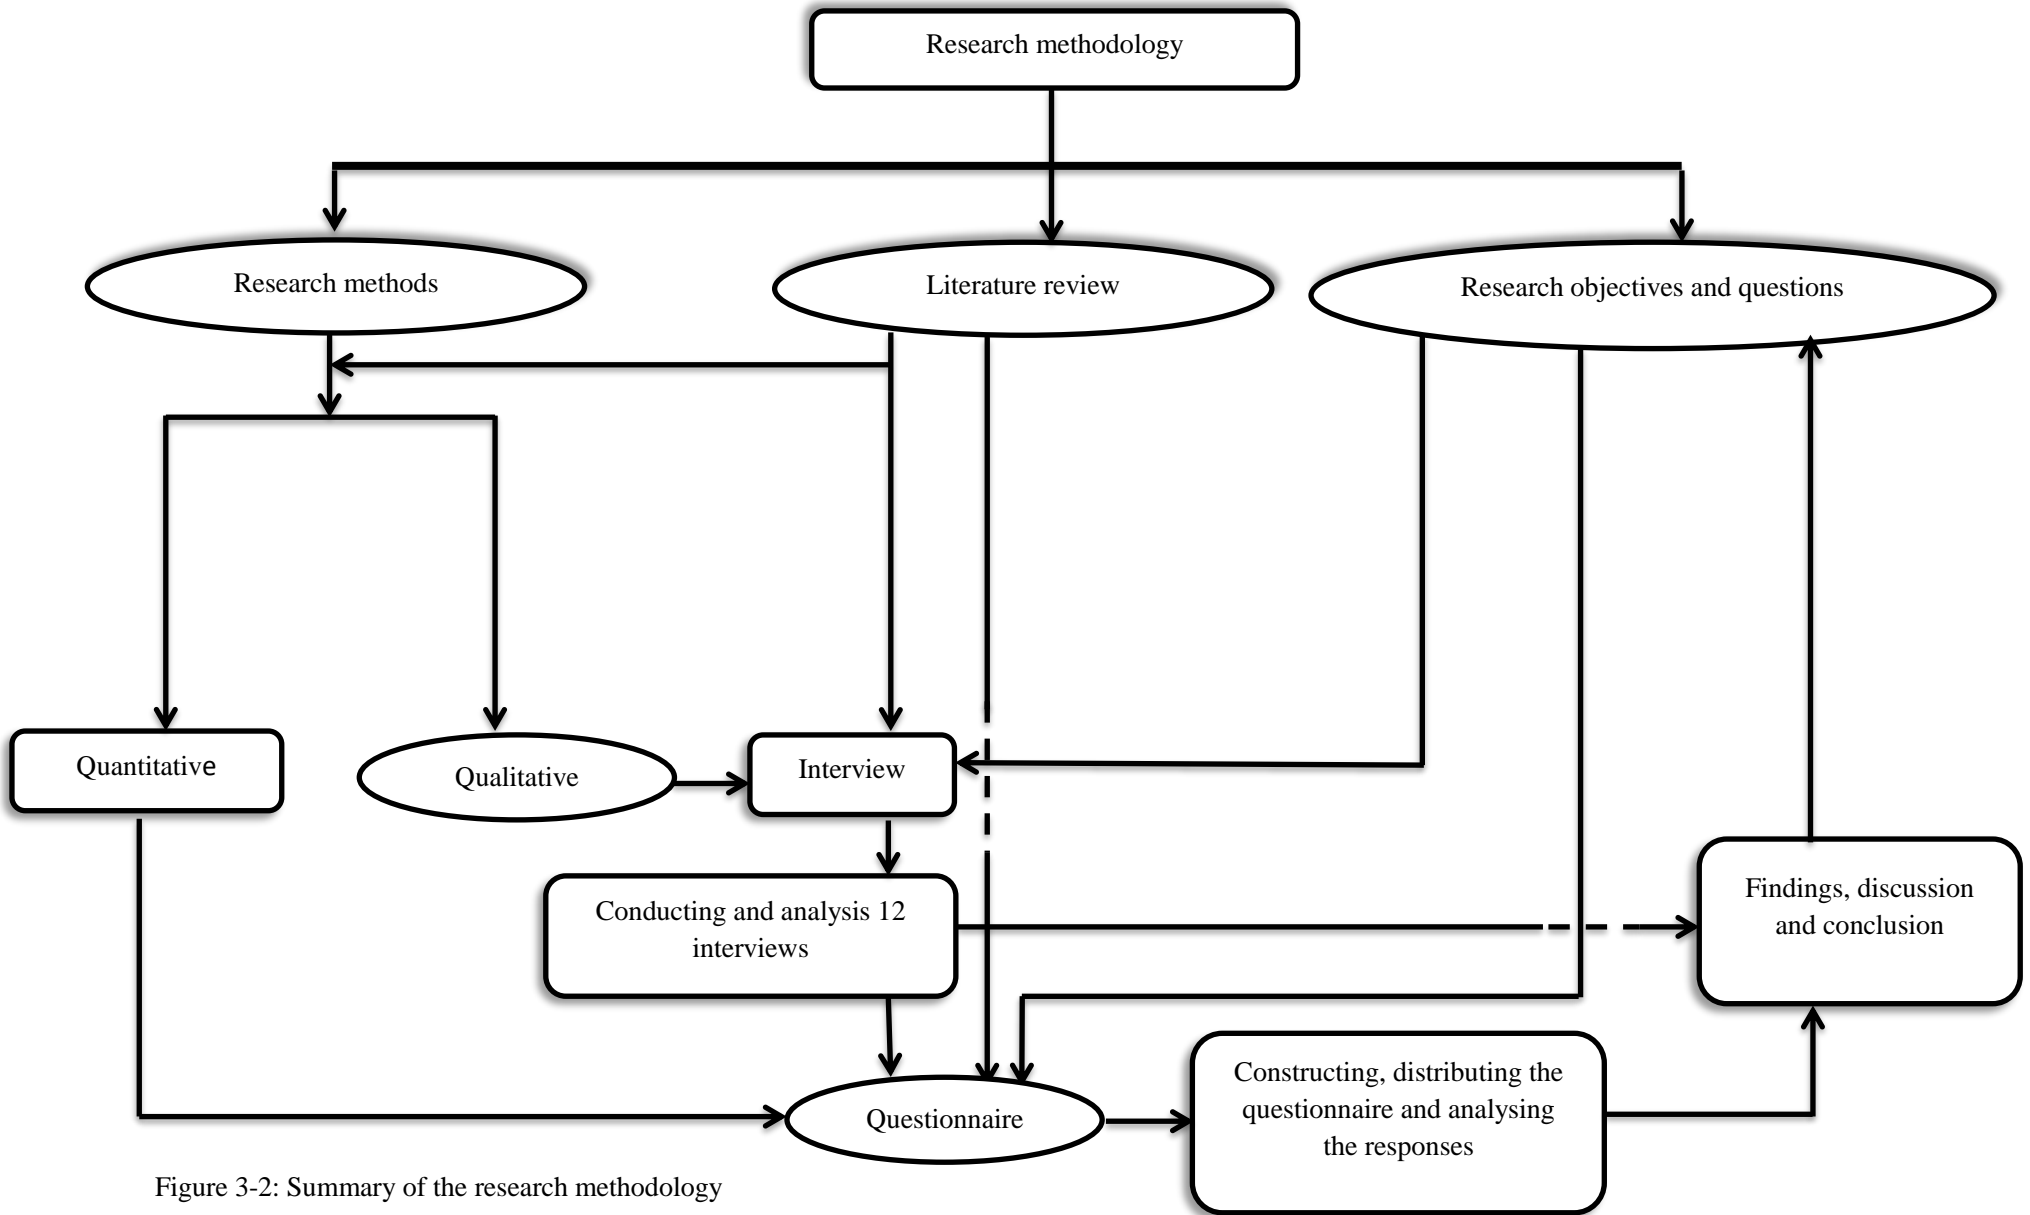 Research methodology
Research methods
Literature review
Research objectives and questions
Quantitative
Qualitative
Interview
Conducting and analysis 12
interviews
Findings, discussion
and conclusion
Questionnaire
Constructing, distributing the
questionnaire and analysing
the responses
Figure 3-2: Summary of the research methodology